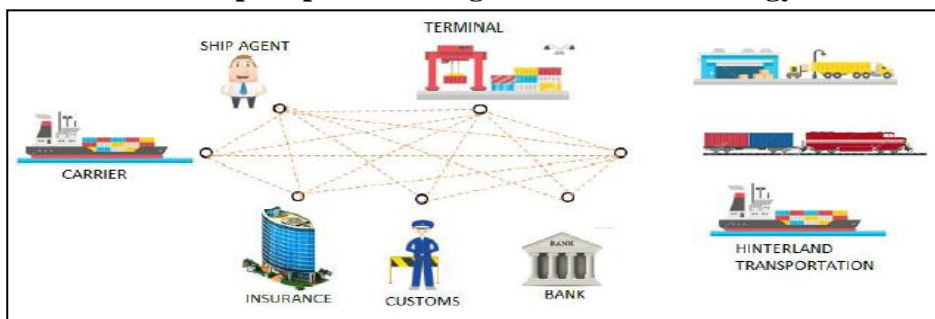 SHIP AGENT
TERMINAL
CARRIER
INSURANCE
CUSTOMS
BANK
BANK
HINTERLAND
TRANSPORTATION